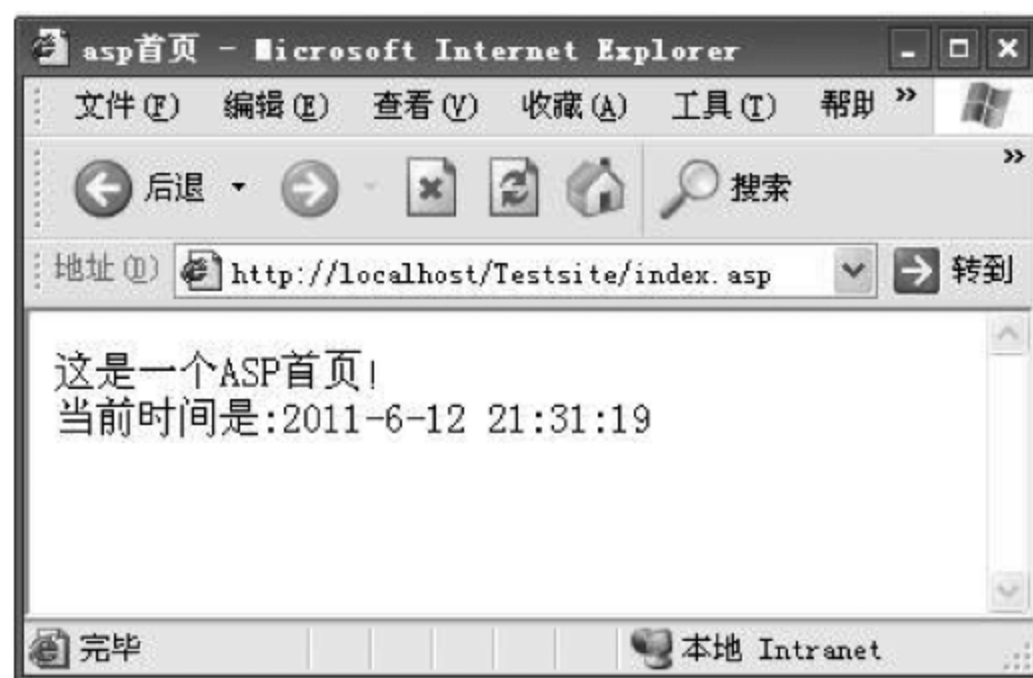 asp首页 - Microsoft Internet Explorer
文件(F) 编辑(E) 查看(V) 收藏(A) 工具(T) 帮助 »
后退 搜索 »
地址(D) http://localhost/Testsite/index.asp 转到
这是一个ASP首页!
当前时间是:2011-6-12 21:31:19
完毕 本地 Intranet